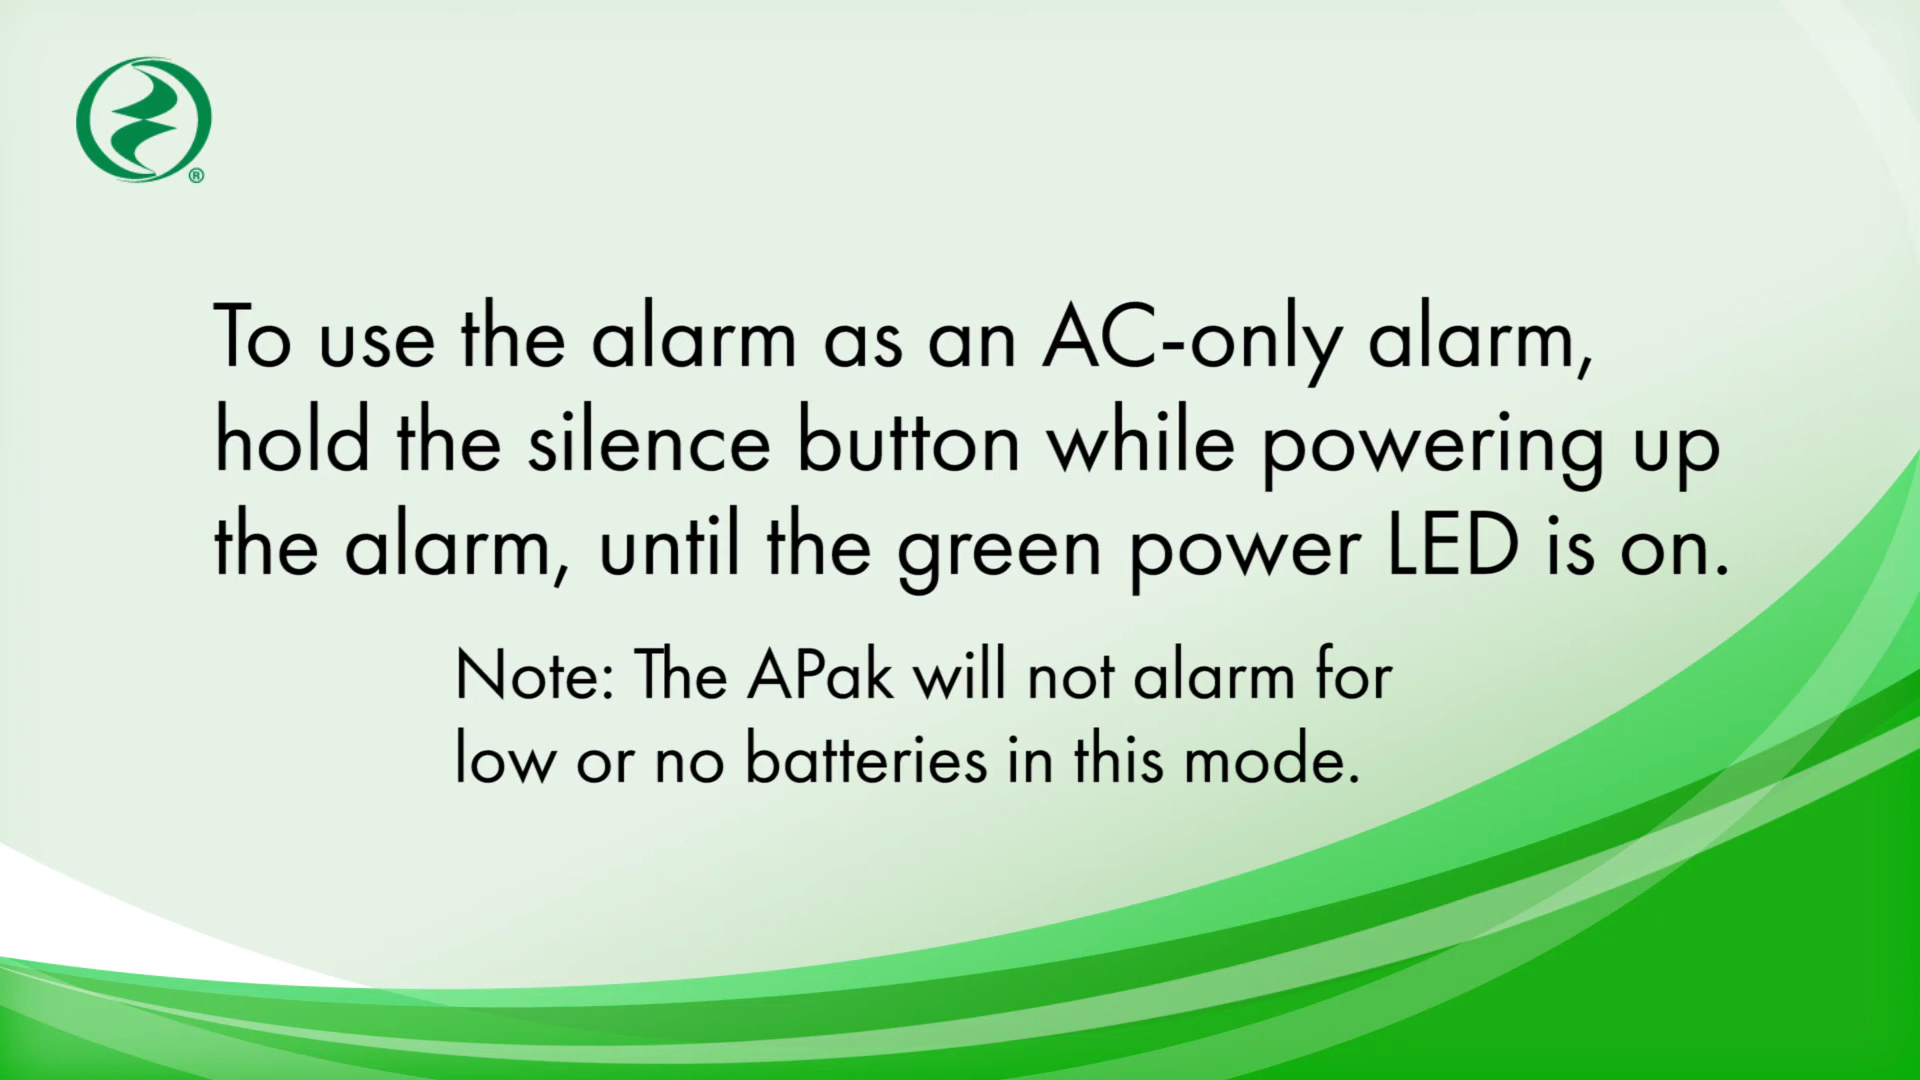 ®
To use the alarm as an AC-only alarm,
hold the silence button while powering up
the alarm, until the green power LED is on.
Note: The APak will not alarm for
low or no batteries in this mode.